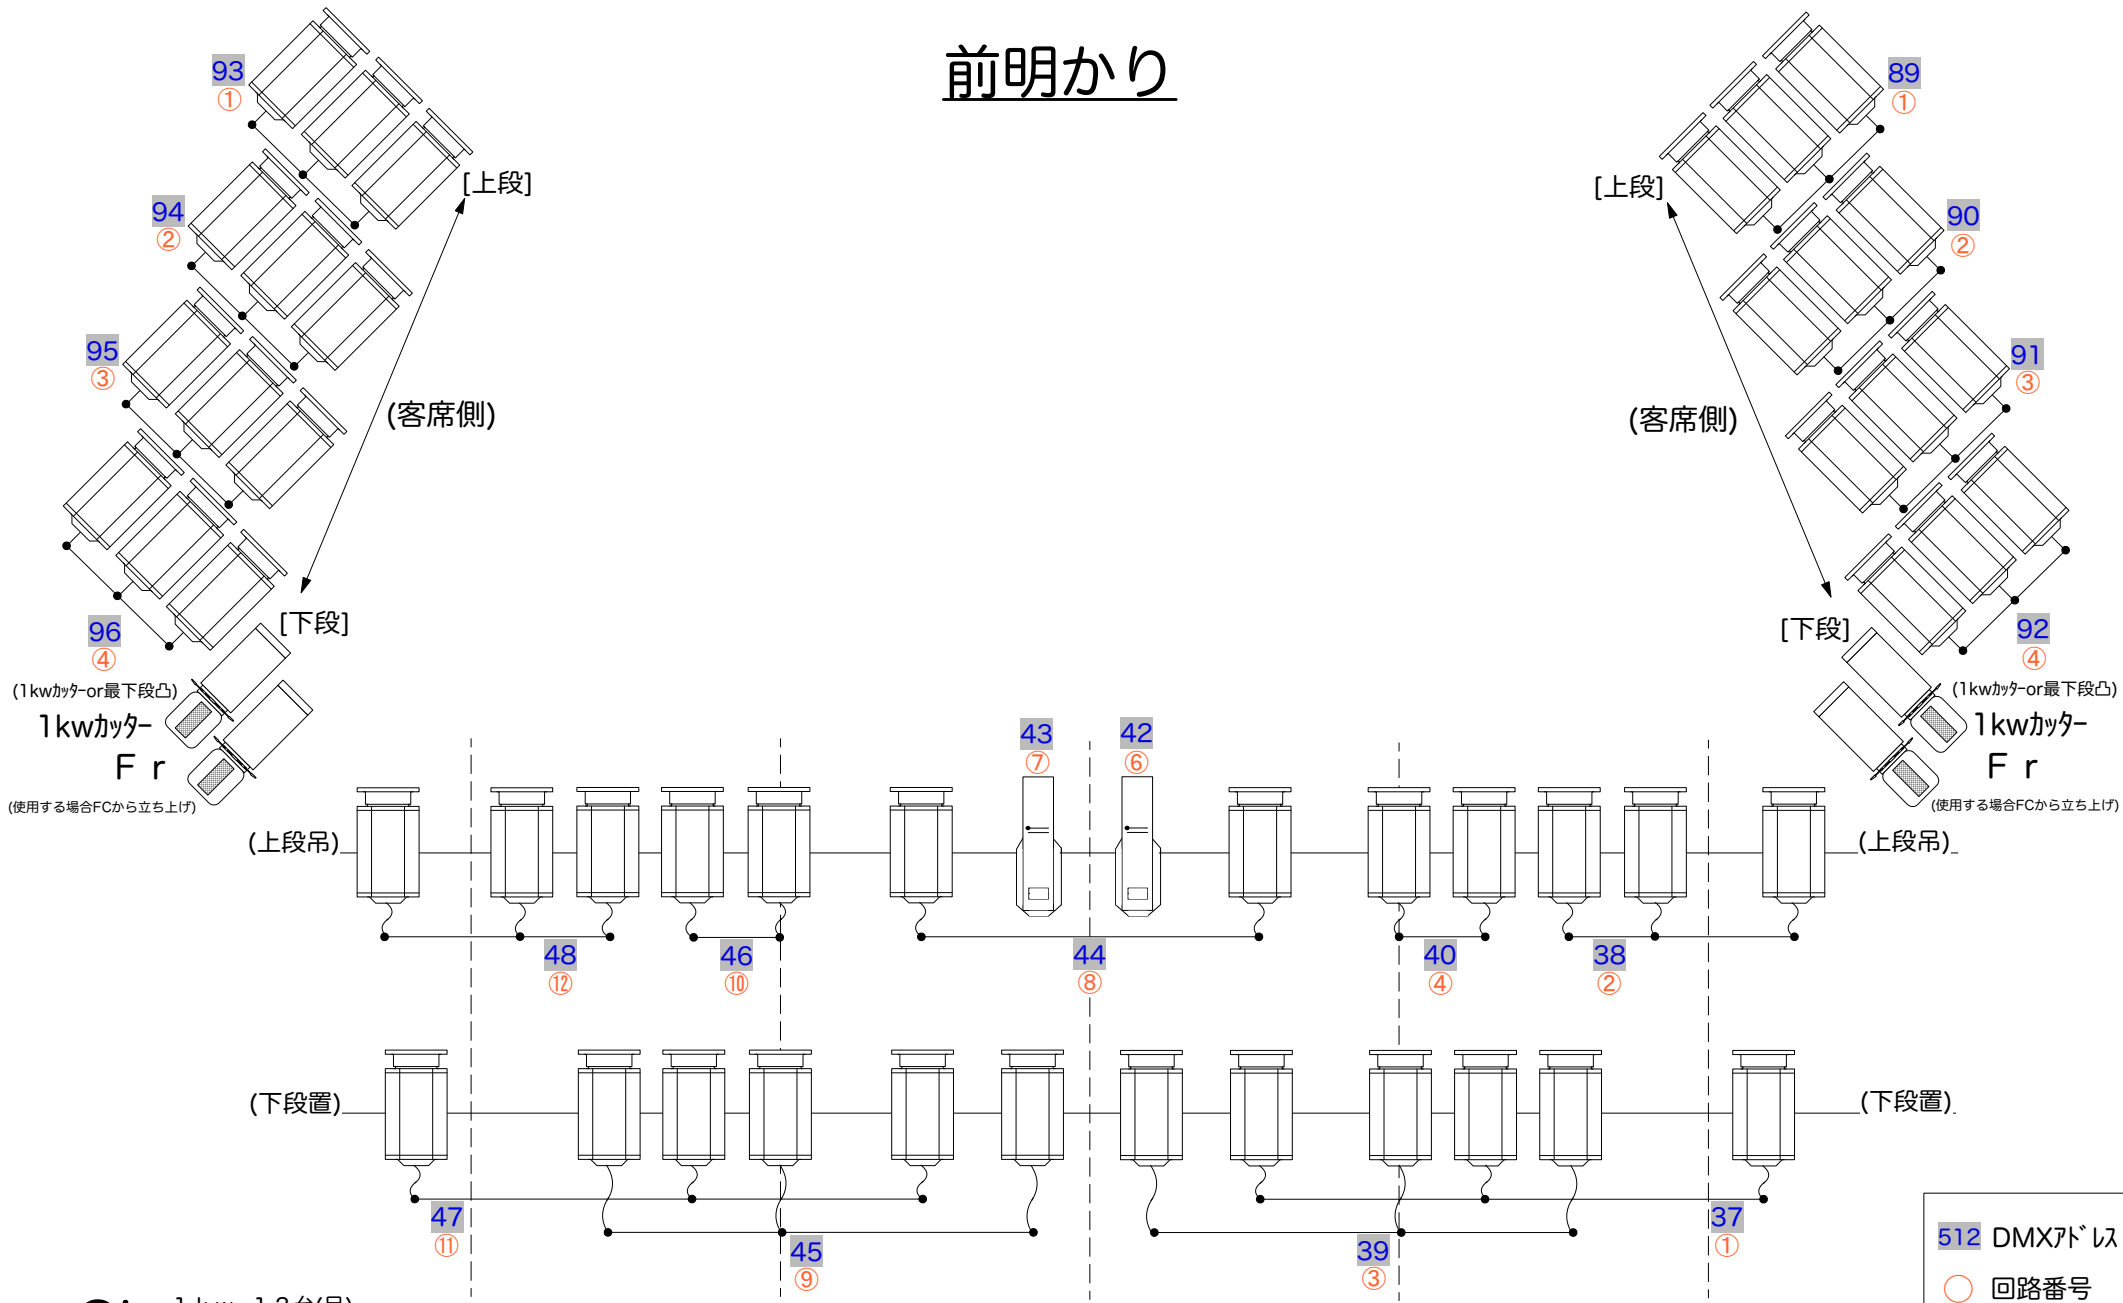 前明かり
93
①
89
①
[上段]
[上段]
94
②
90
②
95
③
91
③
(客席側)
(客席側)
96
④
[下段]
[下段]
92
④
(1kwカッターor最下段凸)
1kwカッター
Fr
(使用する場合FCから立ち上げ)
(1kwカッターor最下段凸)
1kwカッター
Fr
(使用する場合FCから立ち上げ)
43
⑦
42
⑥
(上段吊)
(上段吊)
48
⑫
46
⑩
44
⑧
40
④
38
②
(下段置)
(下段置)
47
⑪
45
⑨
39
③
37
①
512 DMXアドレス
○ 回路番号